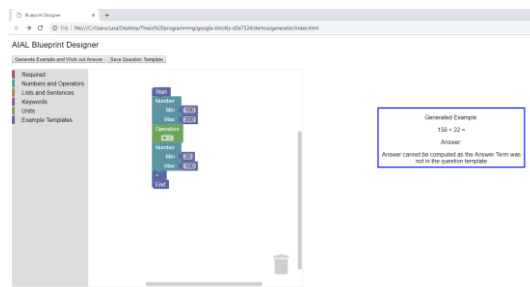 Blueprint Designer
File | file:///C:/Users/Lara/Desktop/Thesis%20programming/google-blockly-d0a7324/demos/generator/index.html
AIAL Blueprint Designer
Generate Example and Work out Answer Save Question Template
Required
Numbers and Operators
Lists and Sentences
Keywords
Units
Example Templates
Start
Number
Min 100
Max 200
Operators
+
Number
Min 20
Max 100
=
End
Generated Example:
159 + 22 =
Answer:
Answer cannot be computed as the Answer Term was
not in the question template